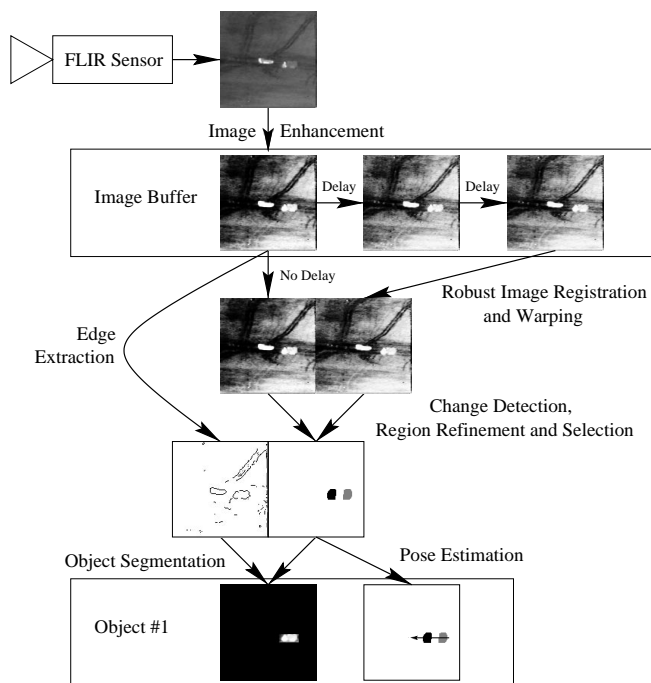 FLIR Sensor
Image Enhancement
Image Buffer
Delay
Delay
No Delay
Robust Image Registration
and Warping
Edge
Extraction
Change Detection,
Region Refinement and Selection
Object Segmentation
Pose Estimation
Object #1